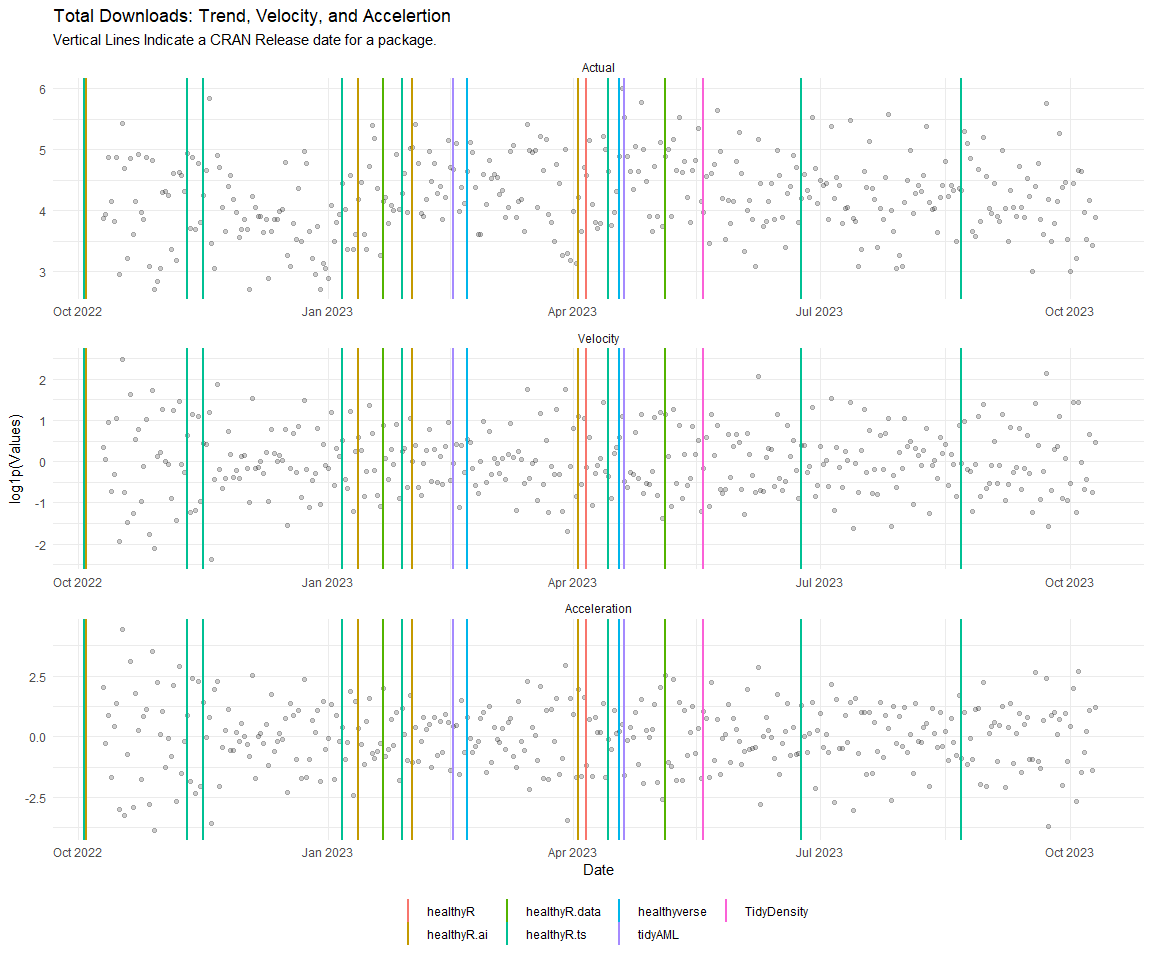 Total Downloads: Trend, Velocity, and Accelertion
Vertical Lines Indicate a CRAN Release date for a package.
Actual
6
5
4
3
Oct 2022 Jan 2023 Apr 2023 Jul 2023 Oct 2023
Velocity
2
1
0
-1
-2
Oct 2022 Jan 2023 Apr 2023 Jul 2023 Oct 2023
log1p(Values)
Acceleration
2.5
0.0
-2.5
Oct 2022 Jan 2023 Apr 2023 Jul 2023 Oct 2023
Date
healthyR healthyR.data healthyverse TidyDensity
healthyR.ai healthyR.ts tidyAML